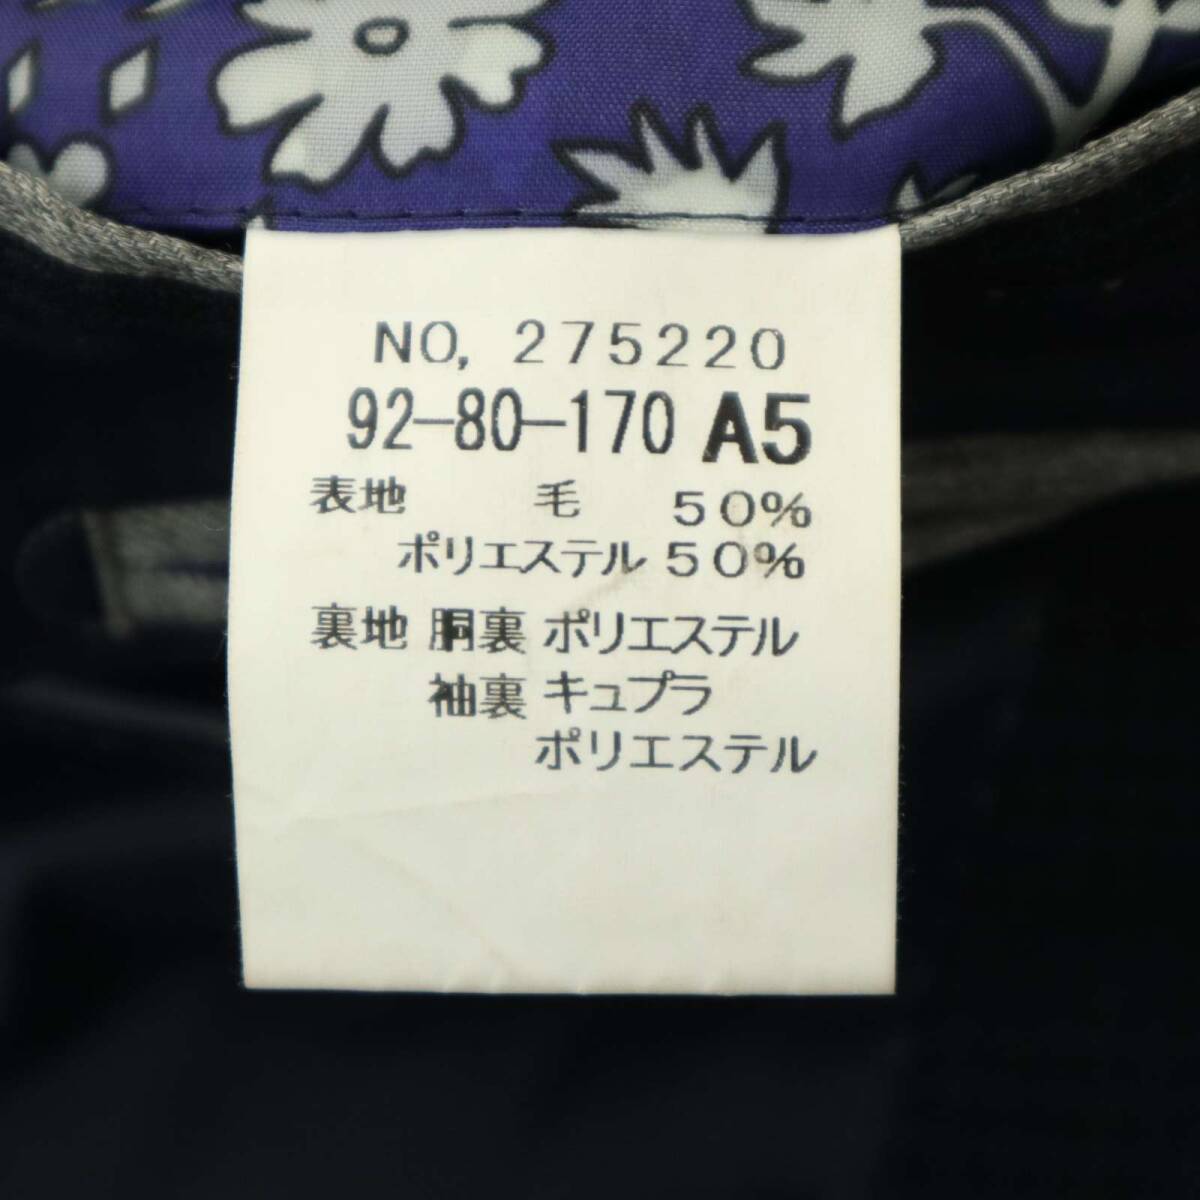 NO, 275220
92-80-170 A5
表地 毛 50%
ポリエステル 50%
裏地 胴裏 ポリエステル
袖裏 キュプラ
ポリエステル